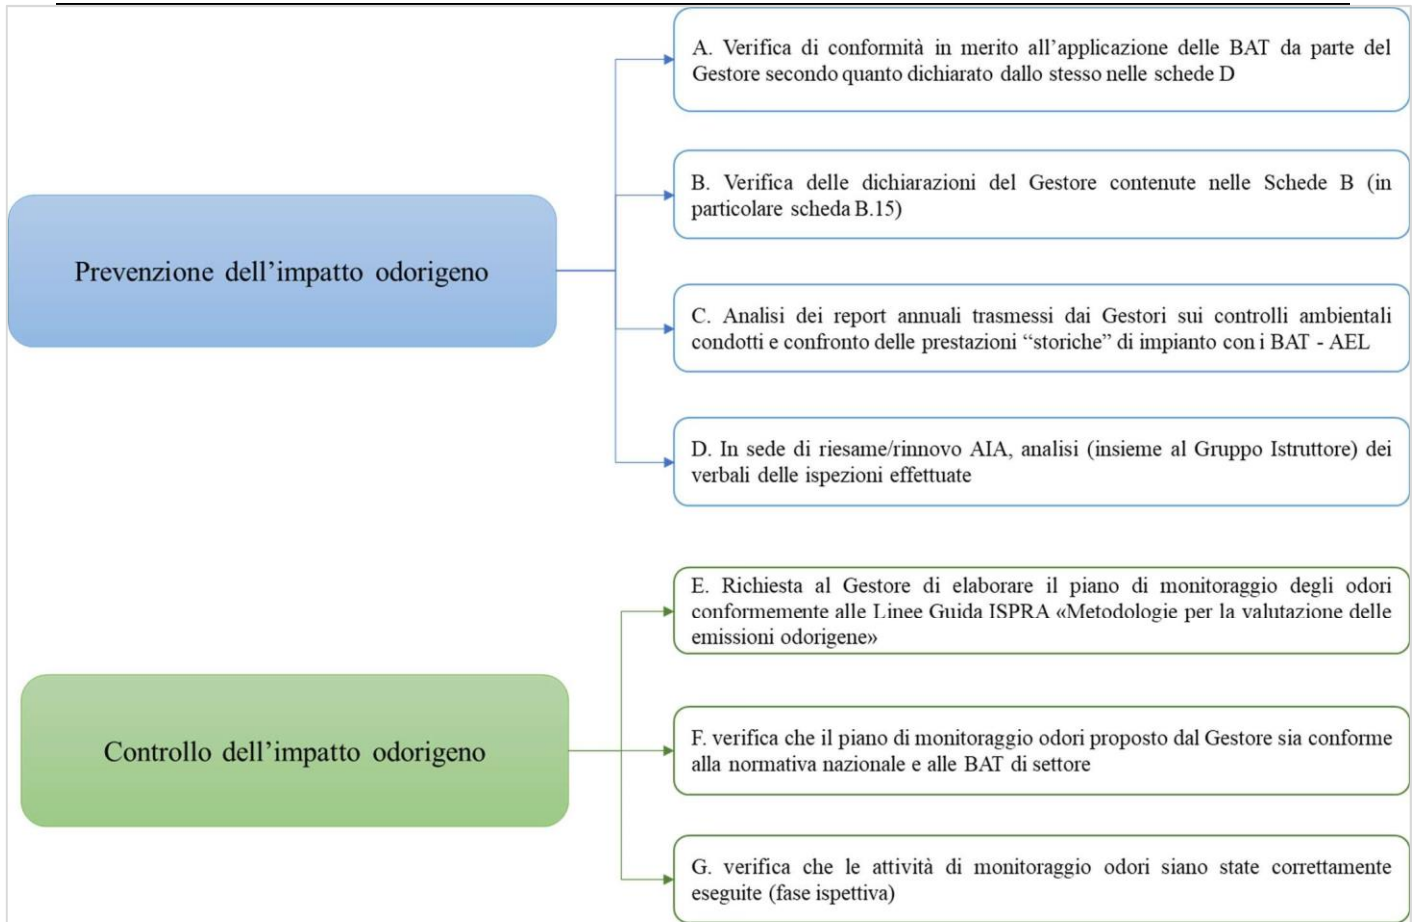 A. Verifica di conformità in merito all’applicazione delle BAT da parte del
Gestore secondo quanto dichiarato dallo stesso nelle schede D
B. Verifica delle dichiarazioni del Gestore contenute nelle Schede B (in
particolare scheda B.15)
Prevenzione dell’impatto odorigeno
C. Analisi dei report annuali trasmessi dai Gestori sui controlli ambientali
condotti e confronto delle prestazioni “storiche” di impianto con i BAT - AEL
D. In sede di riesame/rinnovo AIA, analisi (insieme al Gruppo Istruttore) dei
verbali delle ispezioni effettuate
E. Richiesta al Gestore di elaborare il piano di monitoraggio degli odori
conformemente alle Linee Guida ISPRA «Metodologie per la valutazione delle
emissioni odorigene»
Controllo dell’impatto odorigeno
F. verifica che il piano di monitoraggio odori proposto dal Gestore sia conforme
alla normativa nazionale e alle BAT di settore
G. verifica che le attività di monitoraggio odori siano state correttamente
eseguite (fase ispettiva)